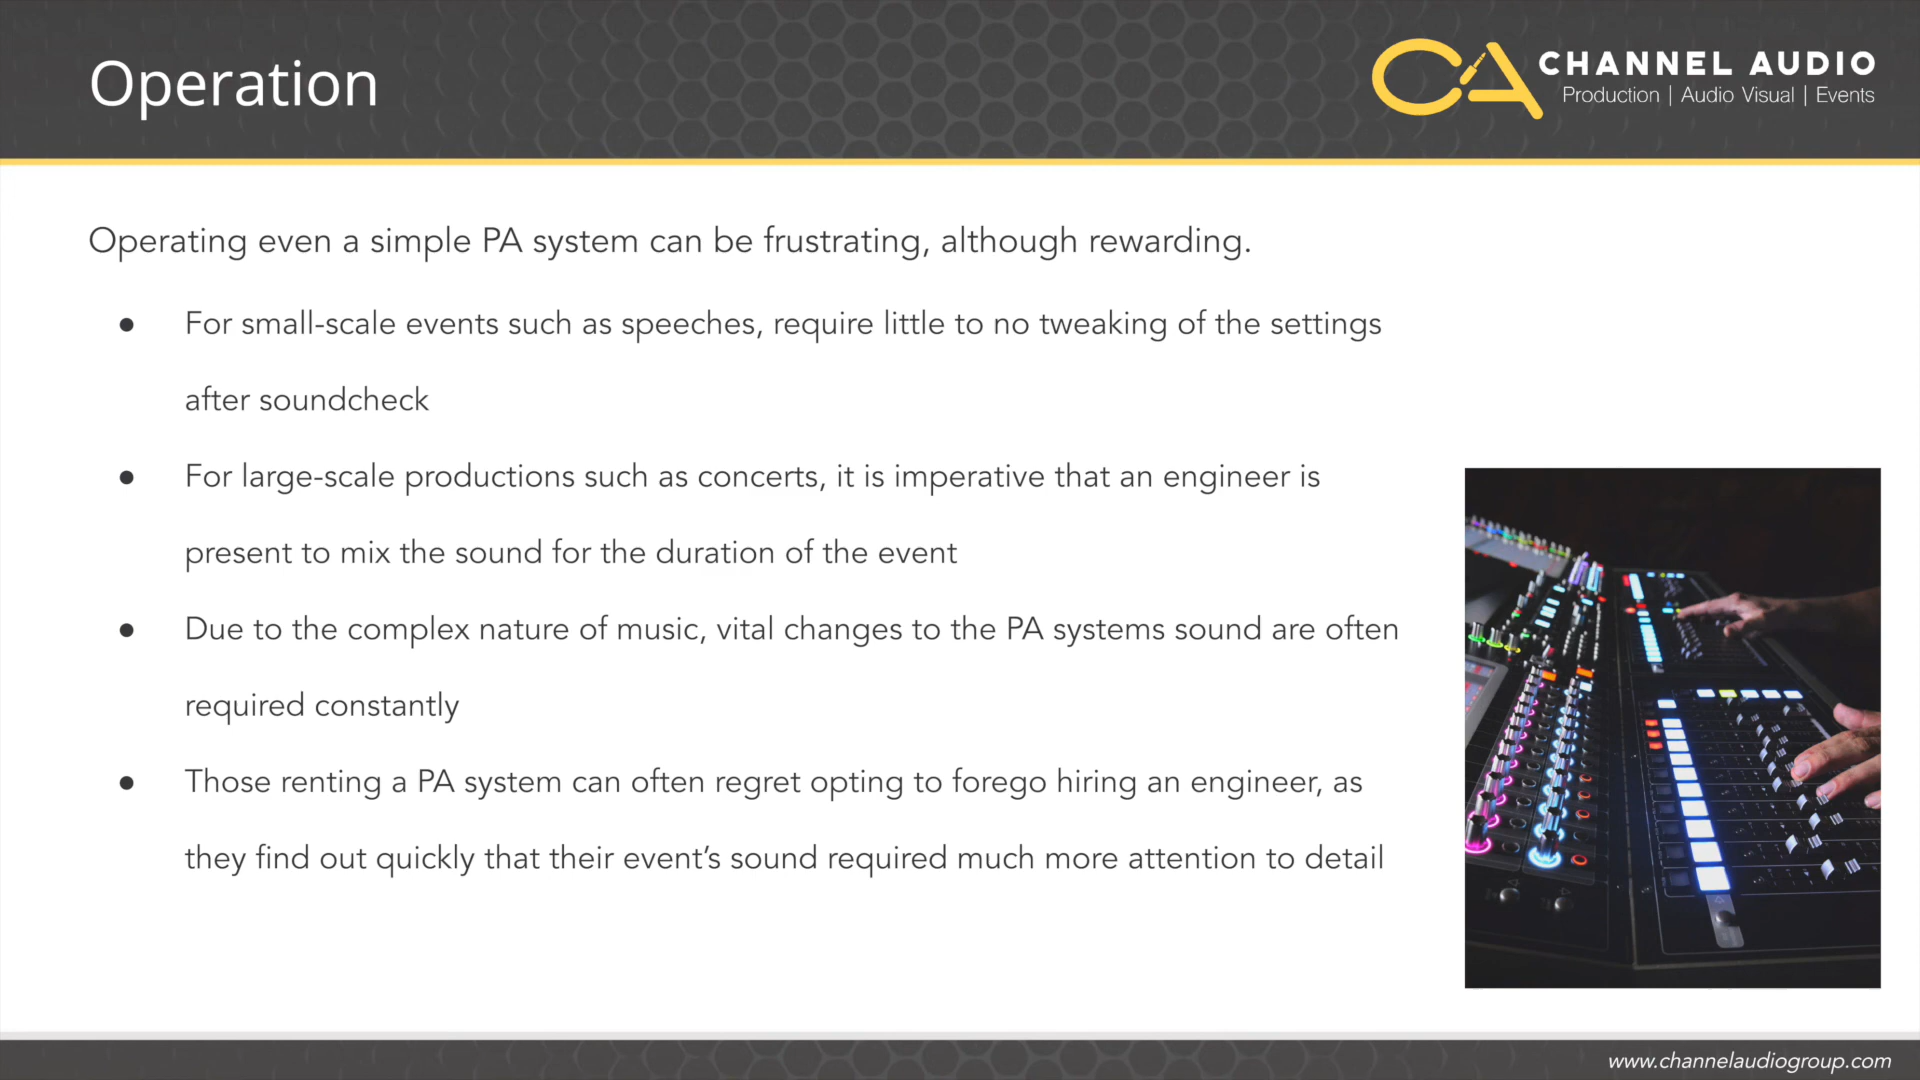 Operation
CHANNEL AUDIO
Production | Audio Visual | Events
Operating even a simple PA system can be frustrating, although rewarding.
● For small-scale events such as speeches, require little to no tweaking of the settings
after soundcheck
● For large-scale productions such as concerts, it is imperative that an engineer is
present to mix the sound for the duration of the event
● Due to the complex nature of music, vital changes to the PA systems sound are often
required constantly
● Those renting a PA system can often regret opting to forego hiring an engineer, as
they find out quickly that their event’s sound required much more attention to detail
www.channelaudiogroup.com